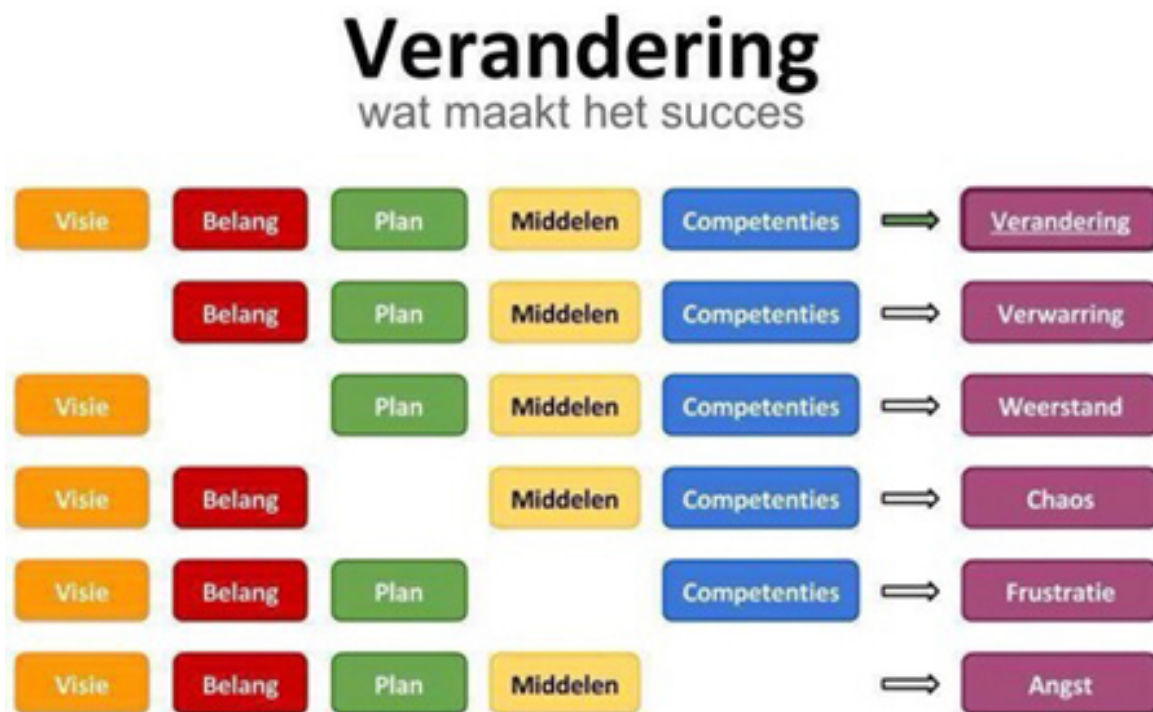 Verandering
wat maakt het succes
Visie Belang Plan Middelen Competenties Verandering
Belang Plan Middelen Competenties Verwarring
Visie Plan Middelen Competenties Weerstand
Visie Belang Middelen Competenties Chaos
Visie Belang Plan Competenties Frustratie
Visie Belang Plan Middelen Angst